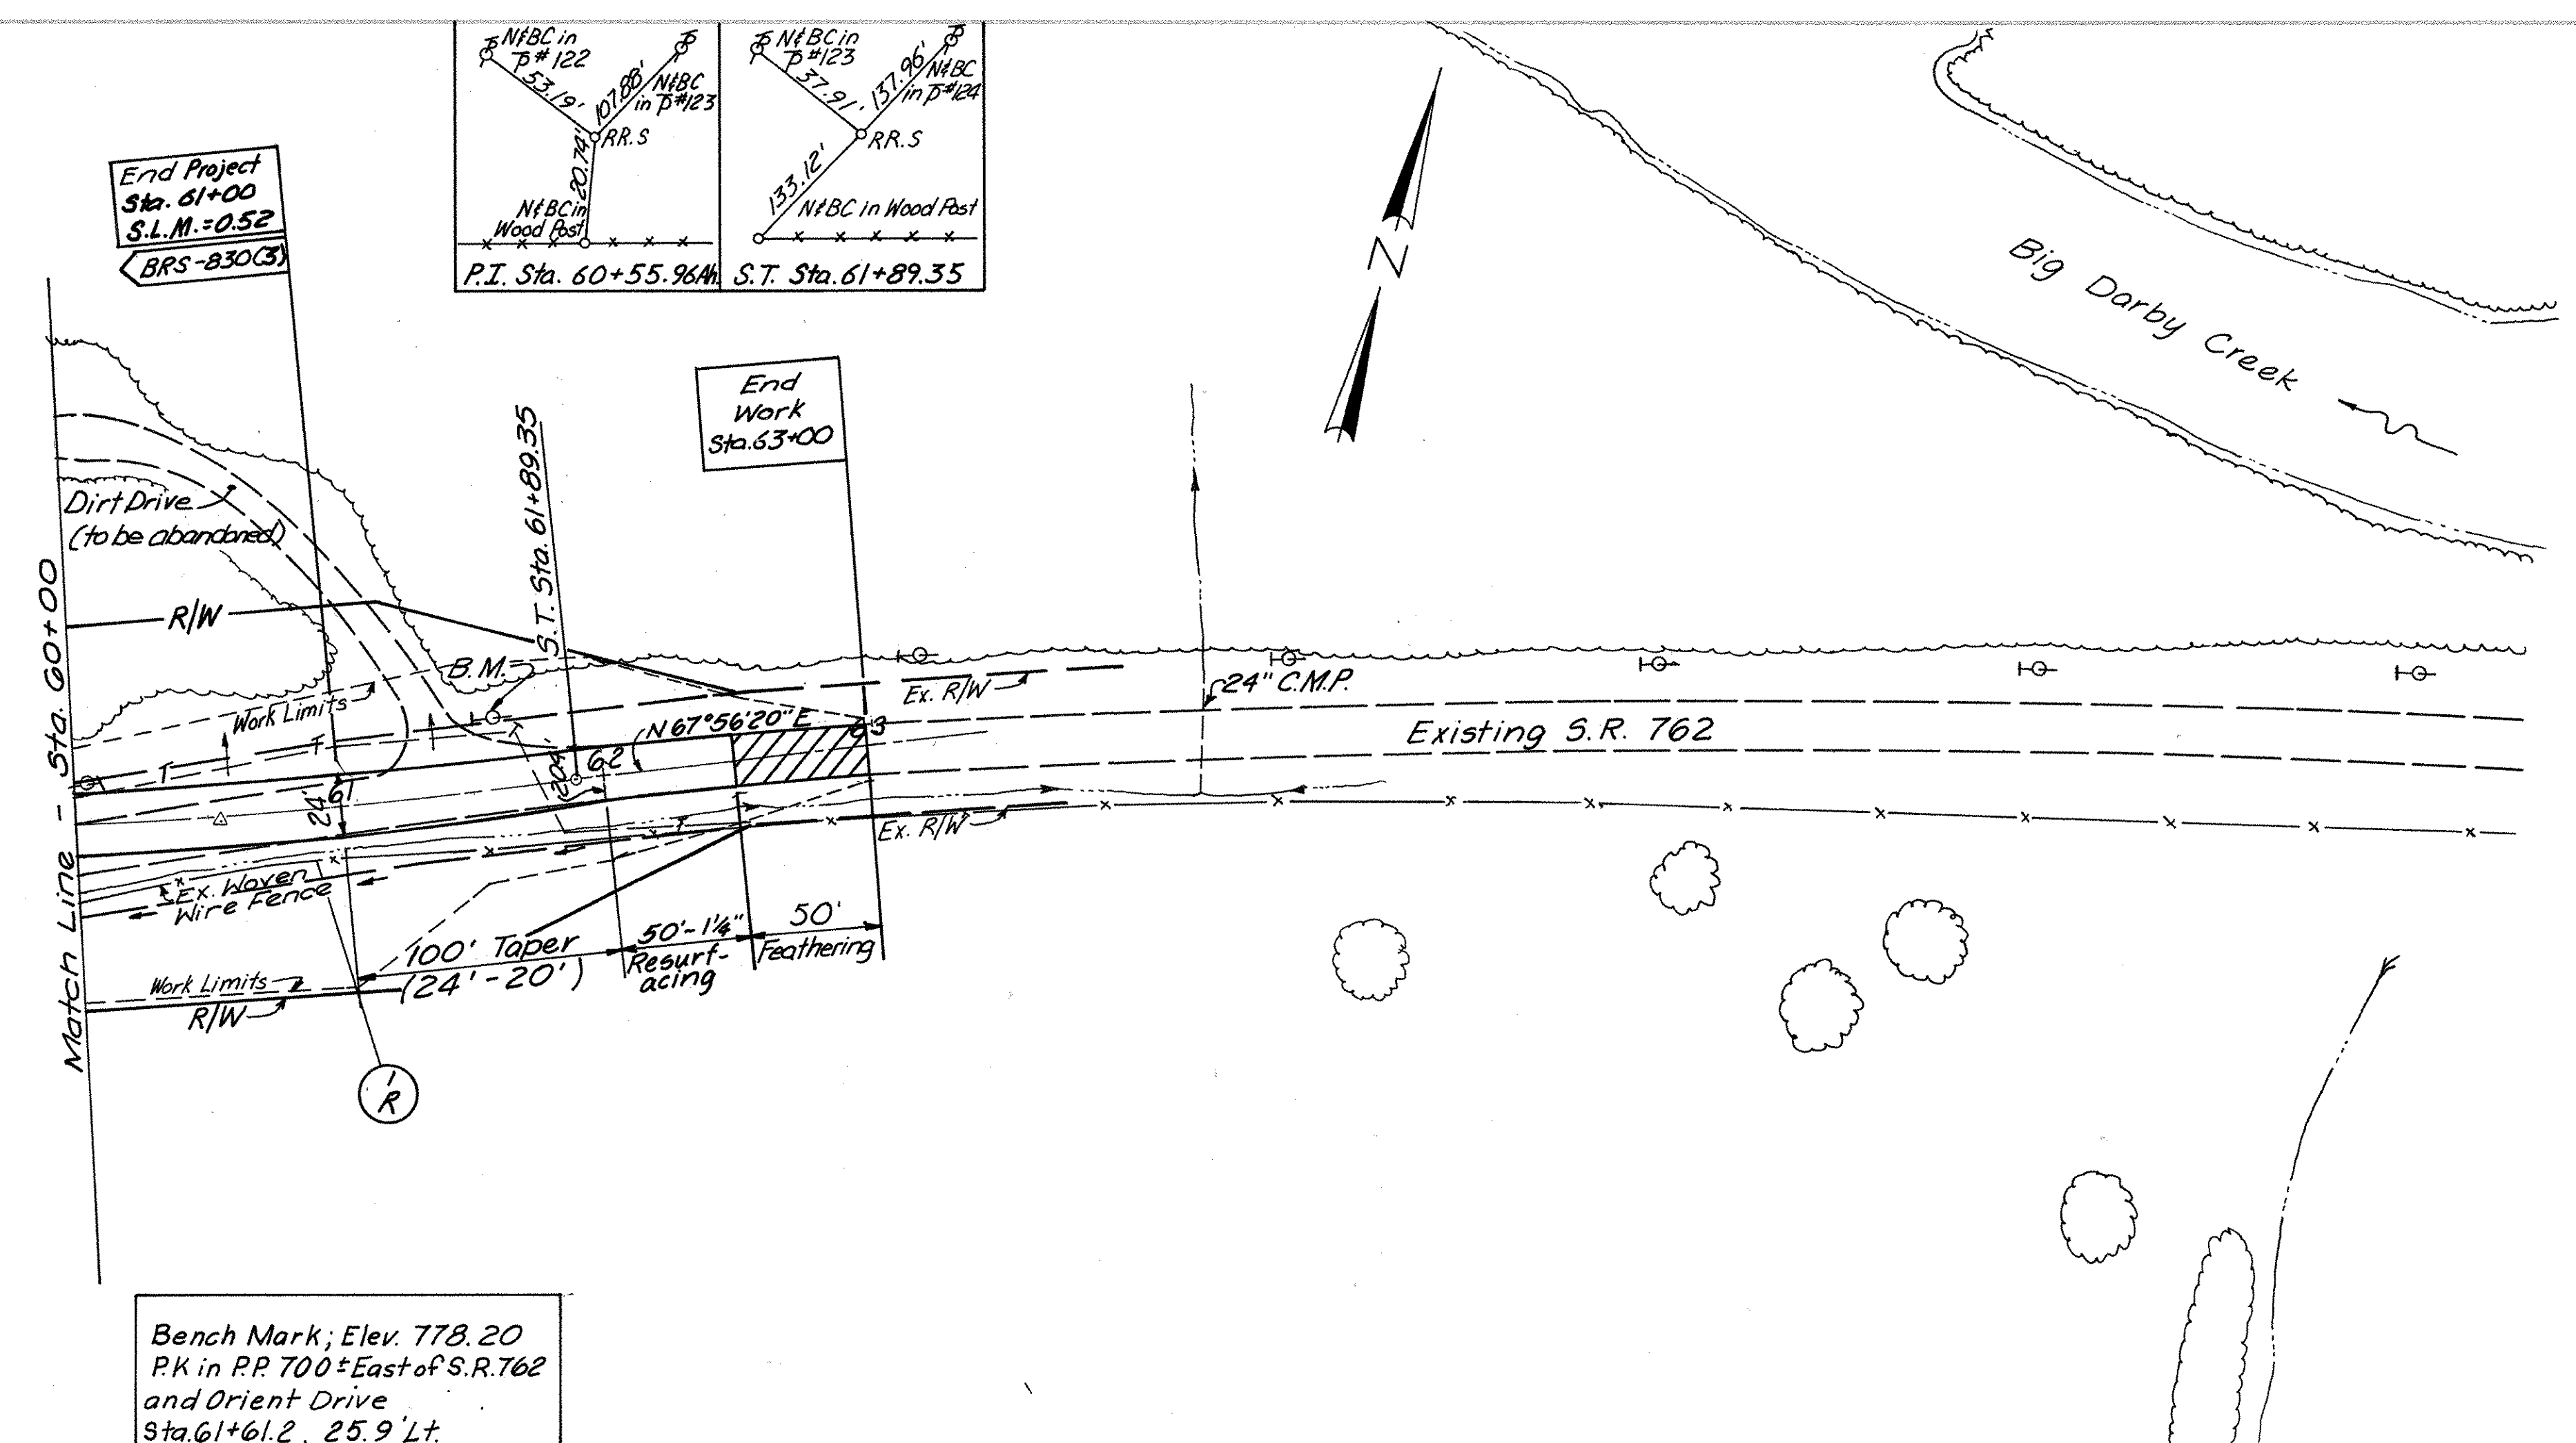 N&BC in
P #122
53.19'
107.88'
N&BC
in P #123
RR.S
20.74'
N&BC in
Wood Post
P.I. Sta. 60+55.96Ah.
N&BC in
P #123
37.91'
137.96'
N&BC
in P #124
RR.S
133.12'
N&BC in Wood Post
S.T. Sta. 61+89.35
End Project
Sta. 61+00
S.L.M.=0.52
BRS-830(3)
N
Big Darby Creek
End
Work
Sta. 63+00
S.T. Sta. 61+89.35
Dirt Drive
(to be abandoned)
Match Line - Sta. 60+00
R/W
B.M.
Work Limits
Ex. R/W
24" C.M.P.
N 67°56'20" E
63
Existing S.R. 762
T
T
T
62
(20')
61
24'
T
Ex. R/W
Ex. Woven
Wire Fence
100' Taper
(24'-20')
50'-1¼"
Resurf-
acing
50'
Feathering
Work Limits
R/W
1
R
Bench Mark; Elev. 778.20
P.K in P.P. 700± East of S.R. 762
and Orient Drive
Sta. 61+61.2, 25.9' Lt.